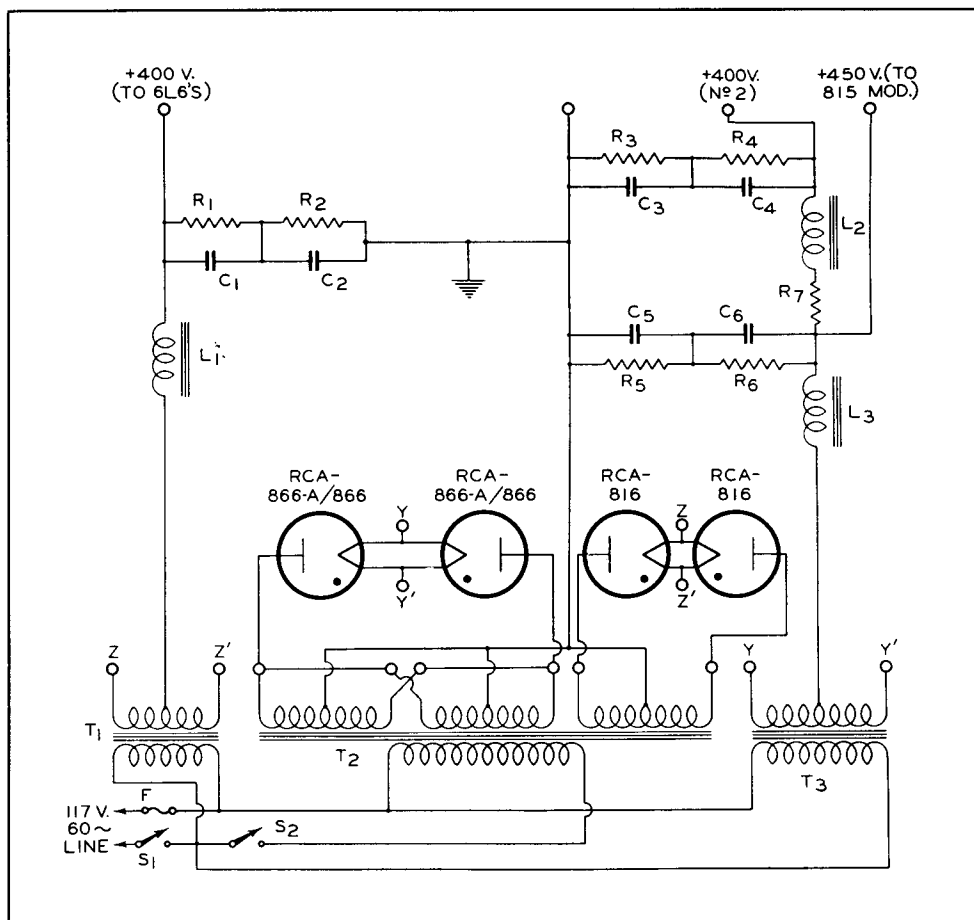 +400 V.
(TO 6L6'S)
+400V.
(Nº 2)
+450 V.(TO
815 MOD.)
R3
R4
C3
C4
R1
R2
C1
C2
L2
R7
C5
C6
R5
R6
L1
L3
RCA-
866-A/866
RCA-
866-A/866
RCA-
816
RCA-
816
Y
Y'
Z
Z'
Z
Z'
Y
Y'
T1
T2
T3
F
117 V.
60~
LINE
S1
S2